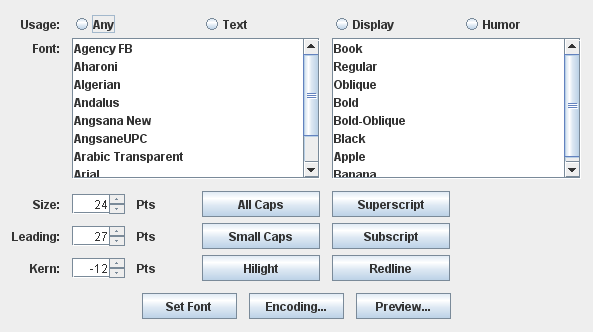 Usage: Any Text Display Humor
Font: Agency FB Book
Aharoni Regular
Algerian Oblique
Andalus Bold
Angsana New Bold-Oblique
AngsaneUPC Black
Arabic Transparent Apple
Arial Banana
Size: 24 Pts All Caps Superscript
Leading: 27 Pts Small Caps Subscript
Kern: -12 Pts Hilight Redline
Set Font Encoding... Preview...